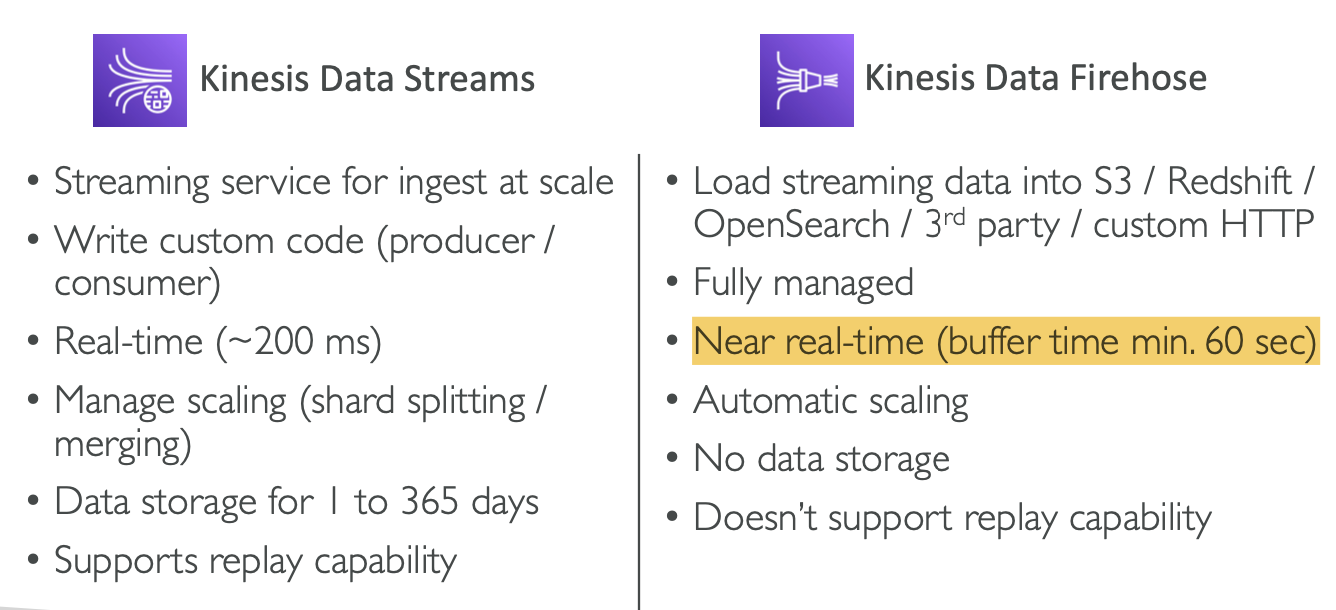 Kinesis Data Streams
• Streaming service for ingest at scale
• Write custom code (producer /
consumer)
• Real-time (~200 ms)
• Manage scaling (shard splitting /
merging)
• Data storage for 1 to 365 days
• Supports replay capability
Kinesis Data Firehose
• Load streaming data into S3 / Redshift /
OpenSearch / 3rd party / custom HTTP
• Fully managed
• Near real-time (buffer time min. 60 sec)
• Automatic scaling
• No data storage
• Doesn’t support replay capability